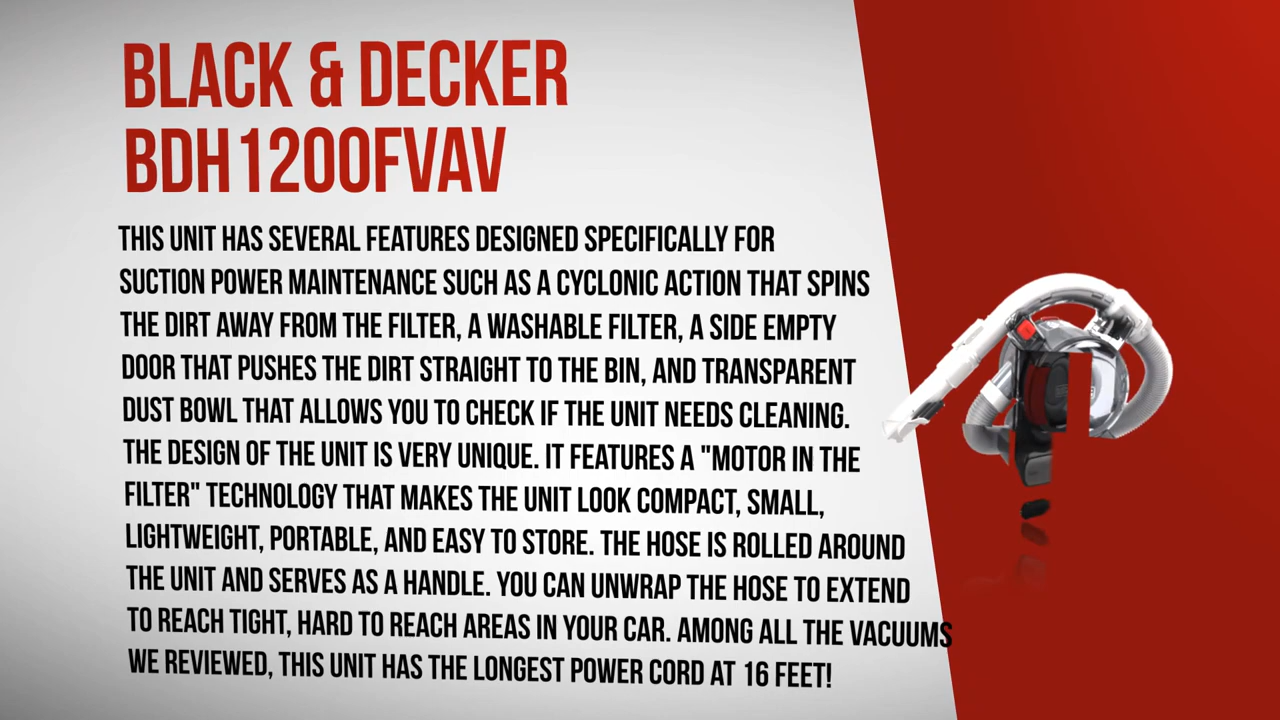 BLACK & DECKER
BDH1200FVAV
THIS UNIT HAS SEVERAL FEATURES DESIGNED SPECIFICALLY FOR
SUCTION POWER MAINTENANCE SUCH AS A CYCLONIC ACTION THAT SPINS
THE DIRT AWAY FROM THE FILTER, A WASHABLE FILTER, A SIDE EMPTY
DOOR THAT PUSHES THE DIRT STRAIGHT TO THE BIN, AND TRANSPARENT
DUST BOWL THAT ALLOWS YOU TO CHECK IF THE UNIT NEEDS CLEANING.
THE DESIGN OF THE UNIT IS VERY UNIQUE. IT FEATURES A "MOTOR IN THE
FILTER" TECHNOLOGY THAT MAKES THE UNIT LOOK COMPACT, SMALL,
LIGHTWEIGHT, PORTABLE, AND EASY TO STORE. THE HOSE IS ROLLED AROUND
THE UNIT AND SERVES AS A HANDLE. YOU CAN UNWRAP THE HOSE TO EXTEND
TO REACH TIGHT, HARD TO REACH AREAS IN YOUR CAR. AMONG ALL THE VACUUMS
WE REVIEWED, THIS UNIT HAS THE LONGEST POWER CORD AT 16 FEET!